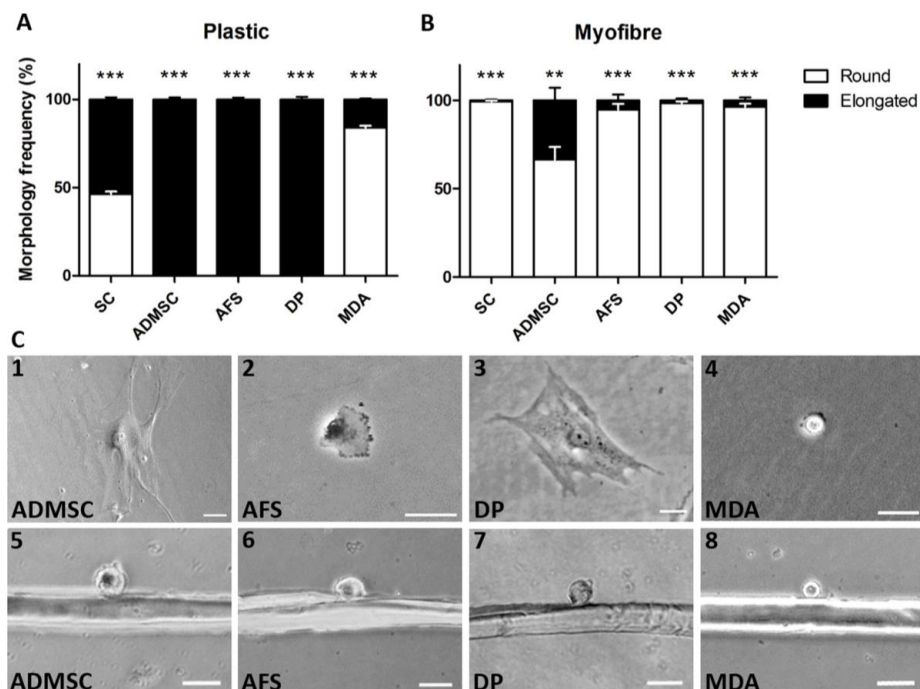 A
Plastic
Morphology frequency (%)
100
50
0
*** *** *** *** ***
SC ADMSC AFS DP MDA
B
Myofibre
100
50
0
*** ** *** *** ***
SC ADMSC AFS DP MDA
Round
Elongated
C
1 2 3 4
ADMSC AFS DP MDA
5 6 7 8
ADMSC AFS DP MDA